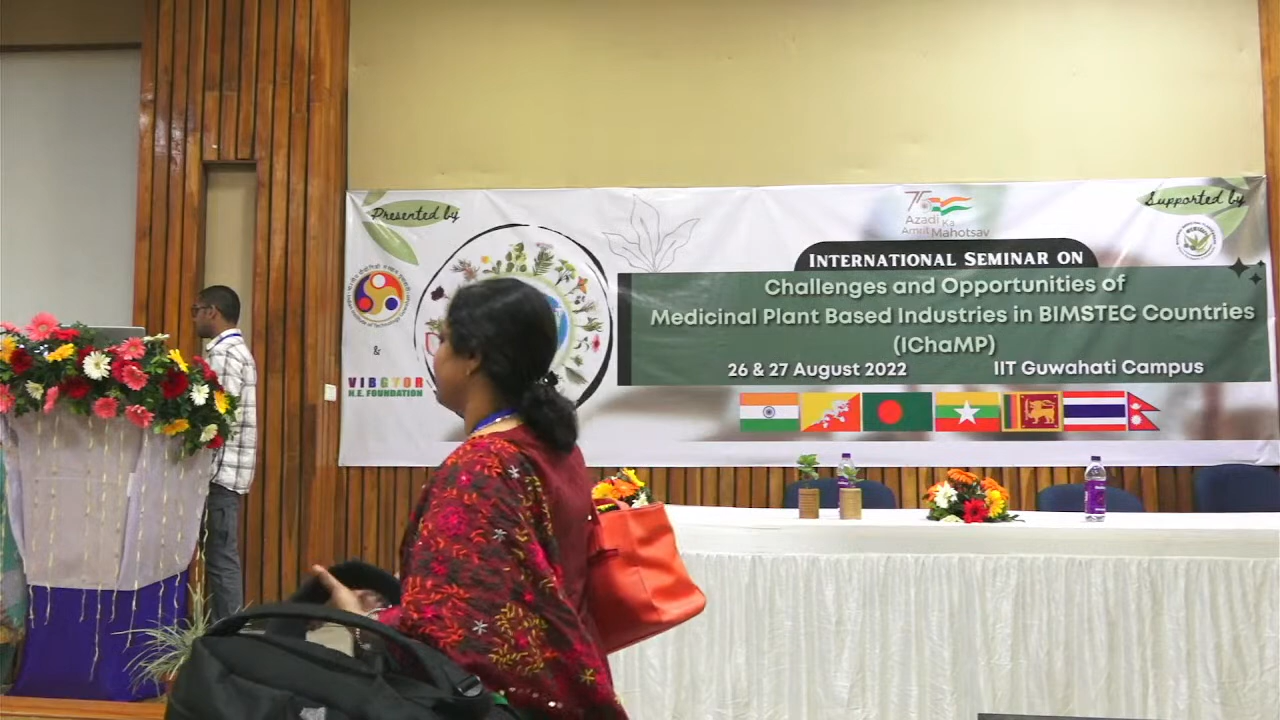 Presented by
Supported by
75
Azadi Ka
Amrit Mahotsav
INTERNATIONAL SEMINAR ON
Challenges and Opportunities of
Medicinal Plant Based Industries in BIMSTEC Countries
(IChaMP)
26 & 27 August 2022 IIT Guwahati Campus
&
VIBGYOR
N.E. FOUNDATION